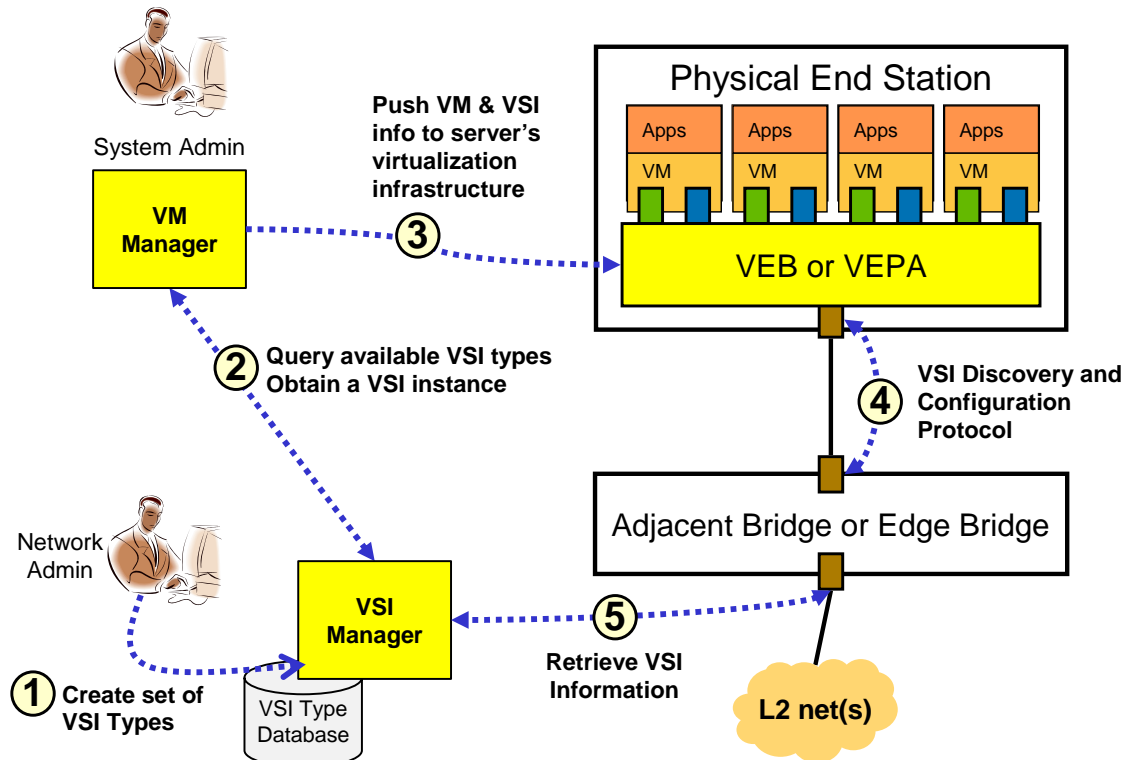 Physical End Station
Apps
Apps
Apps
Apps
VM
VM
VM
VM
VEB or VEPA
System Admin
VM
Manager
Push VM & VSI
info to server’s
virtualization
infrastructure
3
2
Query available VSI types
Obtain a VSI instance
4
VSI Discovery and
Configuration
Protocol
Adjacent Bridge or Edge Bridge
Network
Admin
VSI
Manager
5
Retrieve VSI
Information
1
Create set of
VSI Types
VSI Type
Database
L2 net(s)